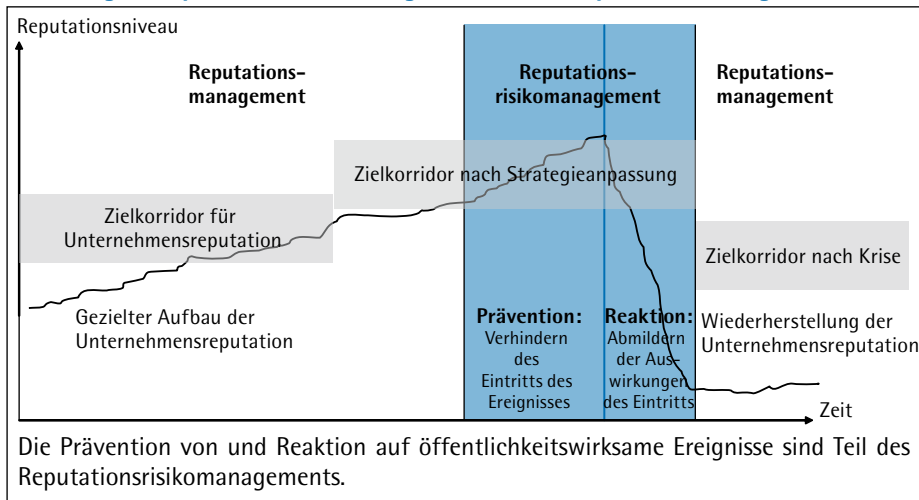 Reputationsniveau
Reputations-
management
Reputations-
risikomanagement
Reputations-
management
Zielkorridor nach Strategieanpassung
Zielkorridor für
Unternehmensreputation
Zielkorridor nach Krise
Gezielter Aufbau der
Unternehmensreputation
Prävention:
Verhindern
des
Eintritts des
Ereignisses
Reaktion:
Abmildern
der Aus-
wirkungen
des Eintritts
Wiederherstellung der
Unternehmensreputation
Zeit
Die Prävention von und Reaktion auf öffentlichkeitswirksame Ereignisse sind Teil des
Reputationsrisikomanagements.